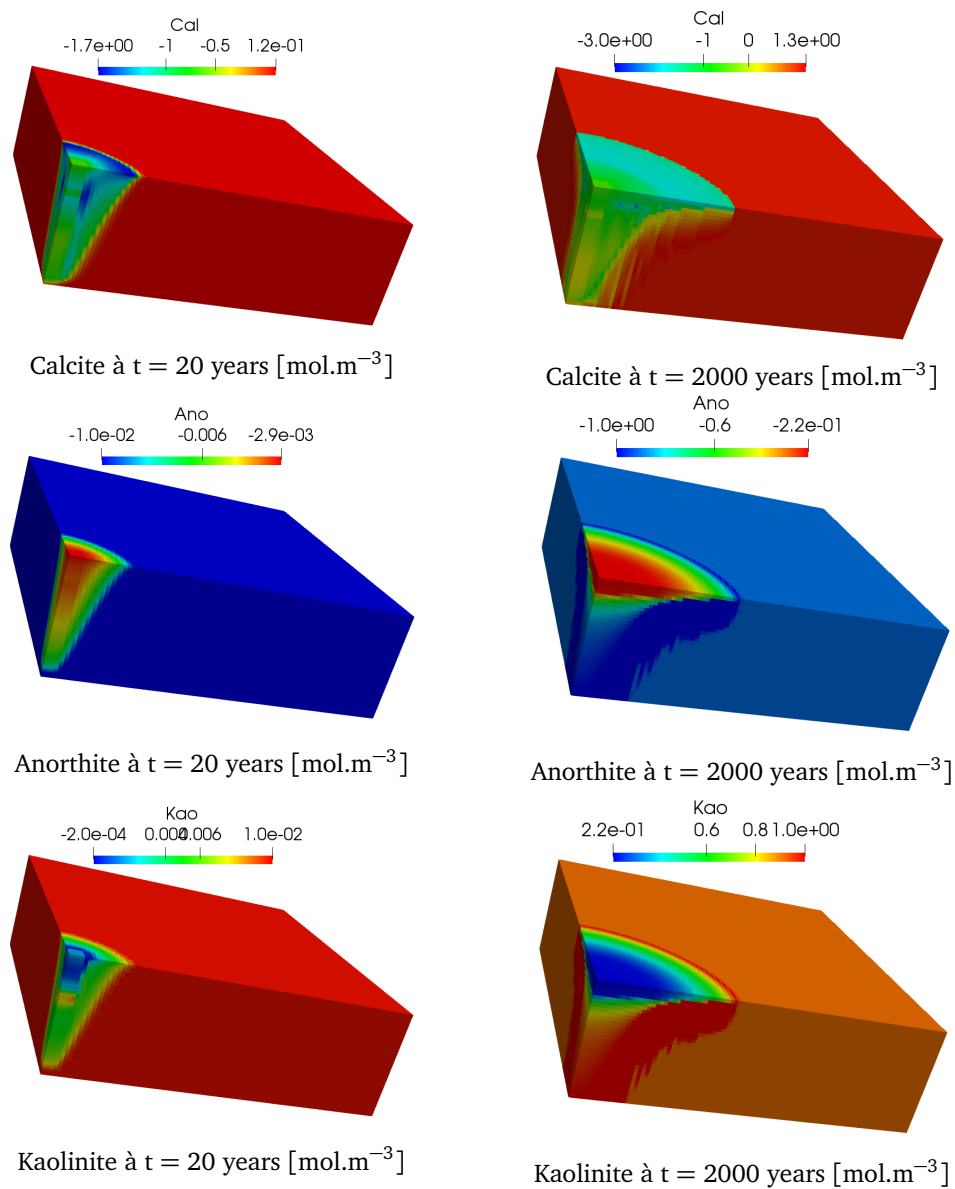 Cal
-1.7e+00 -1 -0.5 1.2e-01
Cal
-3.0e+00 -1 0 1.3e+00
Calcite à t = 20 years [mol.m⁻³]
Calcite à t = 2000 years [mol.m⁻³]
Ano
-1.0e-02 -0.006 -2.9e-03
Ano
-1.0e+00 -0.6 -2.2e-01
Anorthite à t = 20 years [mol.m⁻³]
Anorthite à t = 2000 years [mol.m⁻³]
Kao
-2.0e-04 0.004 0.006 1.0e-02
Kao
2.2e-01 0.6 0.8 1.0e+00
Kaolinite à t = 20 years [mol.m⁻³]
Kaolinite à t = 2000 years [mol.m⁻³]